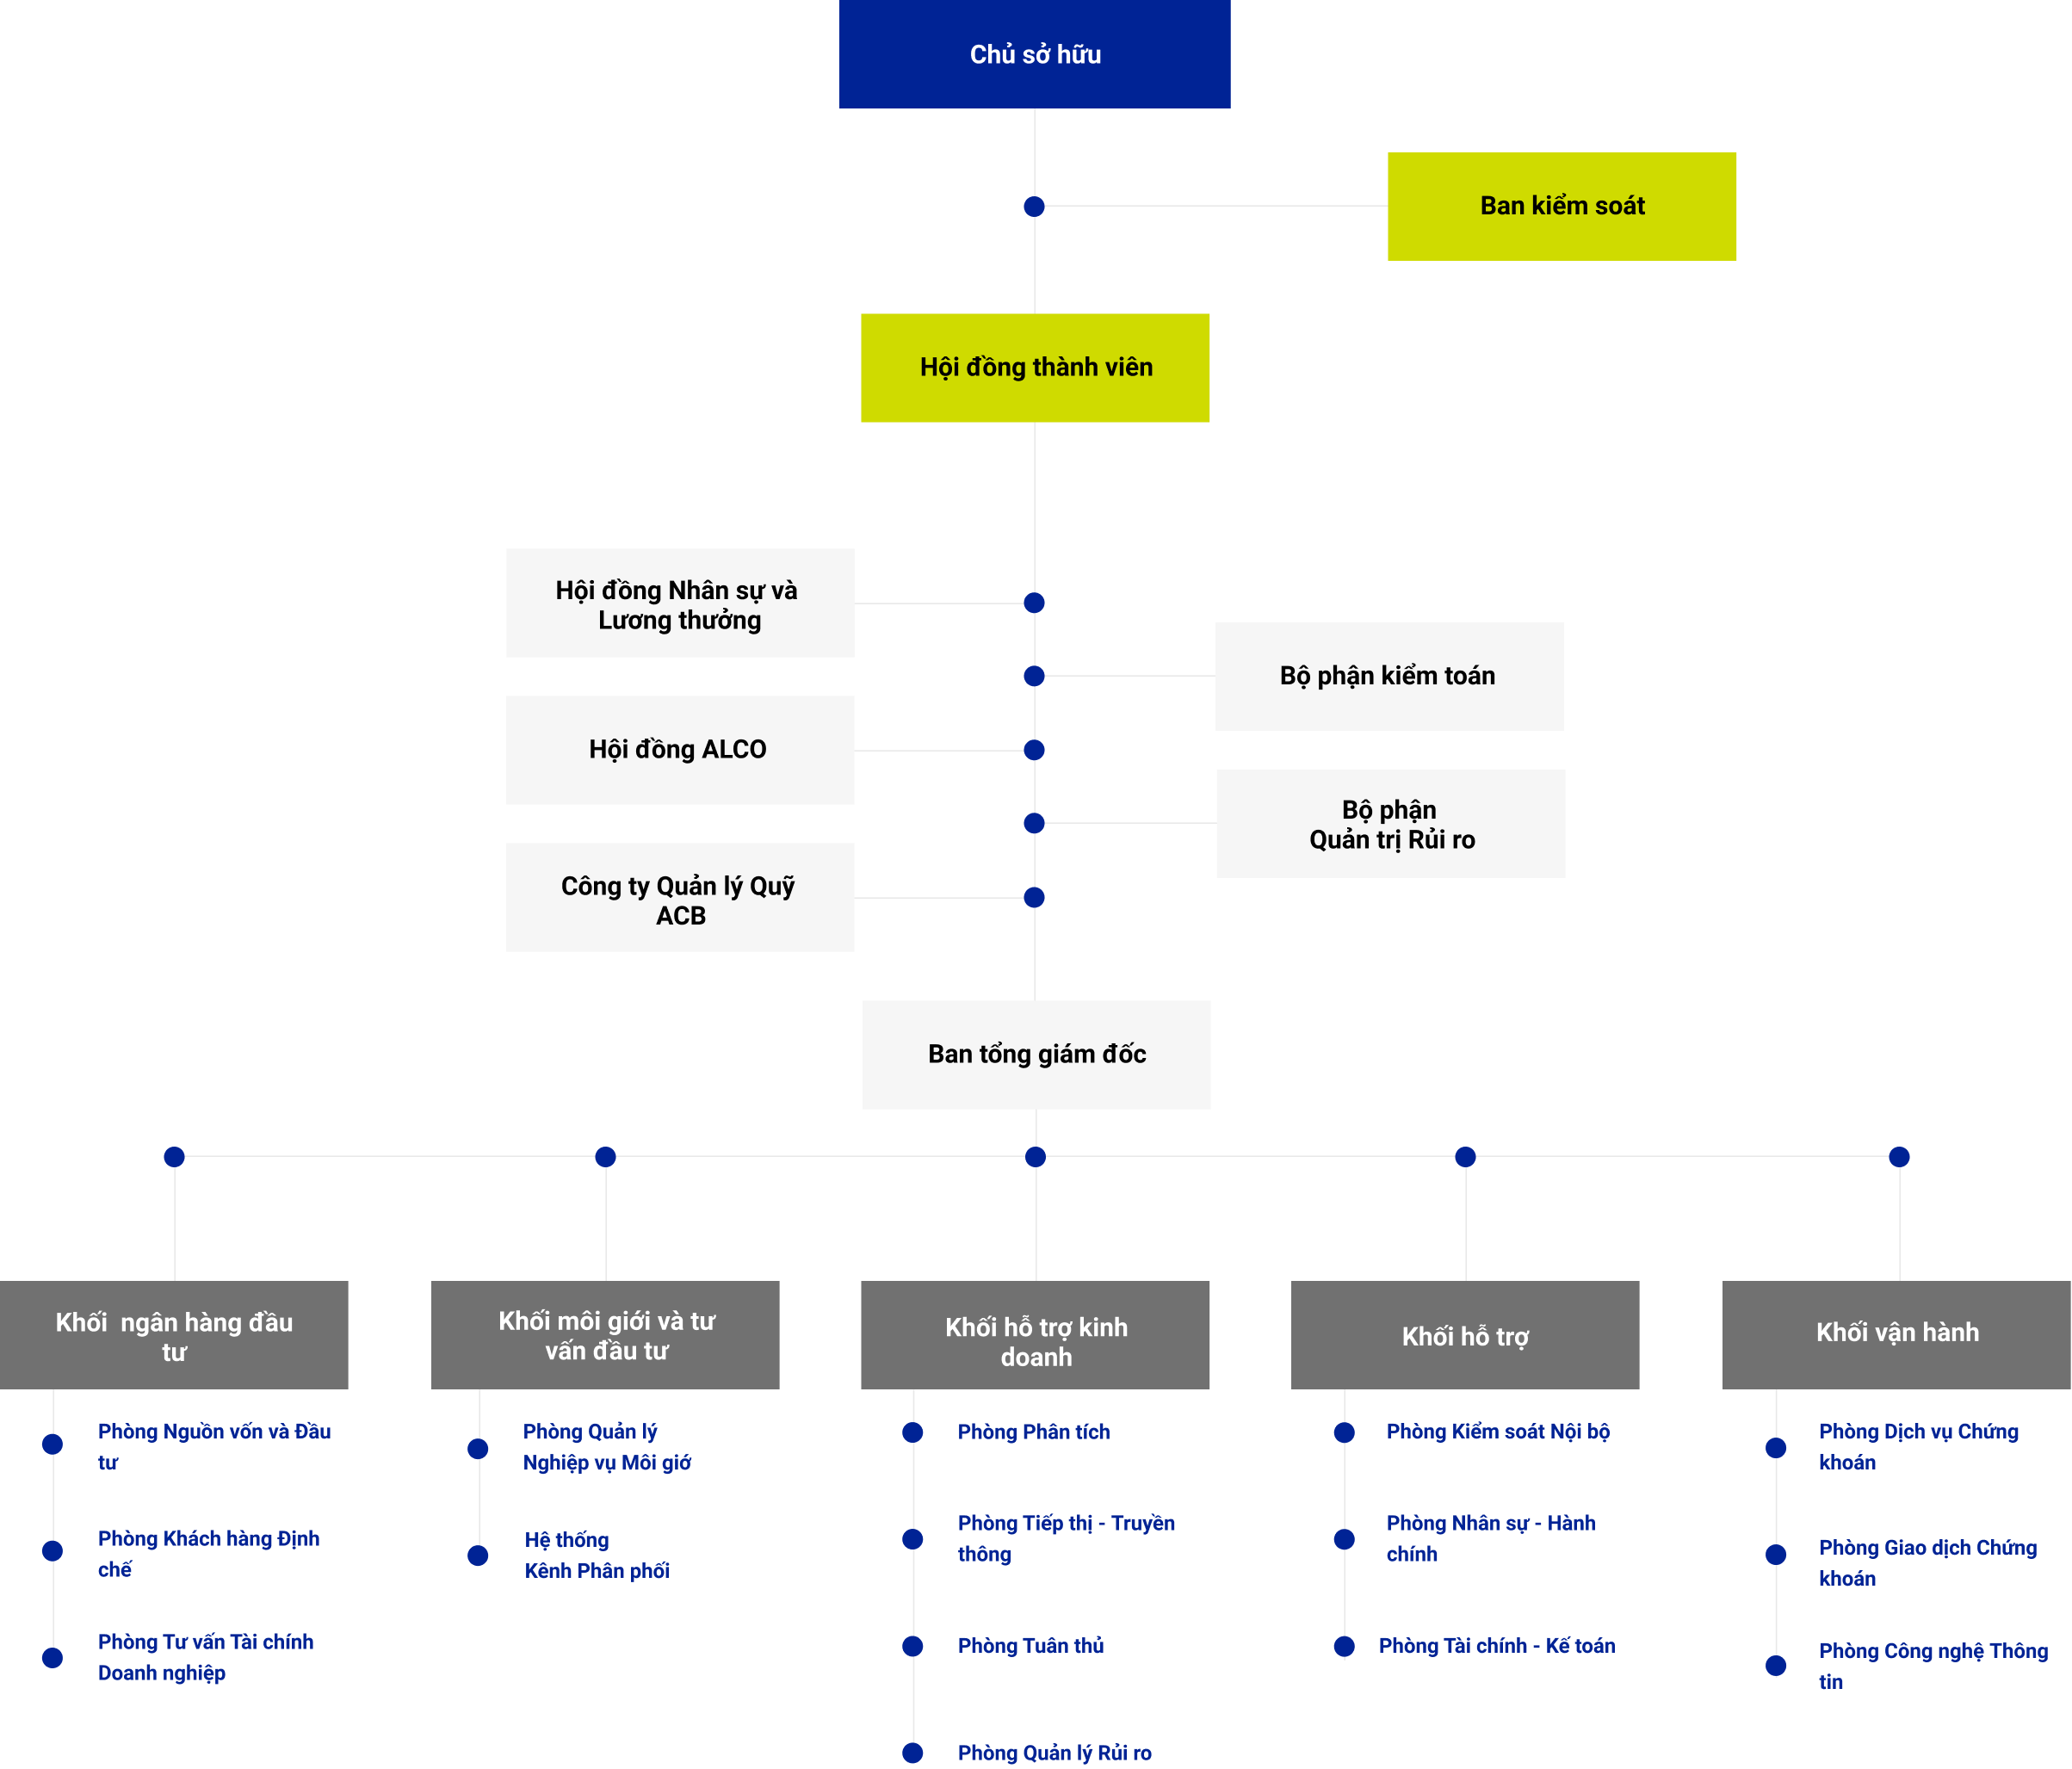 Chủ sở hữu
Ban kiểm soát
Hội đồng thành viên
Hội đồng Nhân sự và
Lương thưởng
Bộ phận kiểm toán
Hội đồng ALCO
Bộ phận
Quản trị Rủi ro
Công ty Quản lý Quỹ
ACB
Ban tổng giám đốc
Khối ngân hàng đầu
tư
Phòng Nguồn vốn và Đầu
tư
Phòng Khách hàng Định
chế
Phòng Tư vấn Tài chính
Doanh nghiệp
Khối môi giới và tư
vấn đầu tư
Phòng Quản lý
Nghiệp vụ Môi giớ
Hệ thống
Kênh Phân phối
Khối hỗ trợ kinh
doanh
Phòng Phân tích
Phòng Tiếp thị - Truyền
thông
Phòng Tuân thủ
Phòng Quản lý Rủi ro
Khối hỗ trợ
Phòng Kiểm soát Nội bộ
Phòng Nhân sự - Hành
chính
Phòng Tài chính - Kế toán
Khối vận hành
Phòng Dịch vụ Chứng
khoán
Phòng Giao dịch Chứng
khoán
Phòng Công nghệ Thông
tin